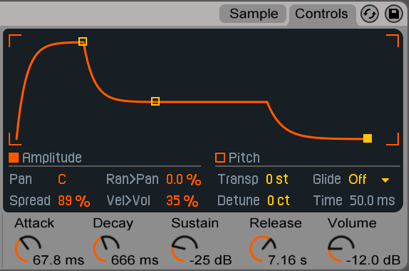 Sample Controls
Amplitude Pitch
Pan C Ran>Pan 0.0 % Transp 0 st Glide Off
Spread 89 % Vel>Vol 35 % Detune 0 ct Time 50.0 ms
Attack Decay Sustain Release Volume
67.8 ms 666 ms -25 dB 7.16 s -12.0 dB